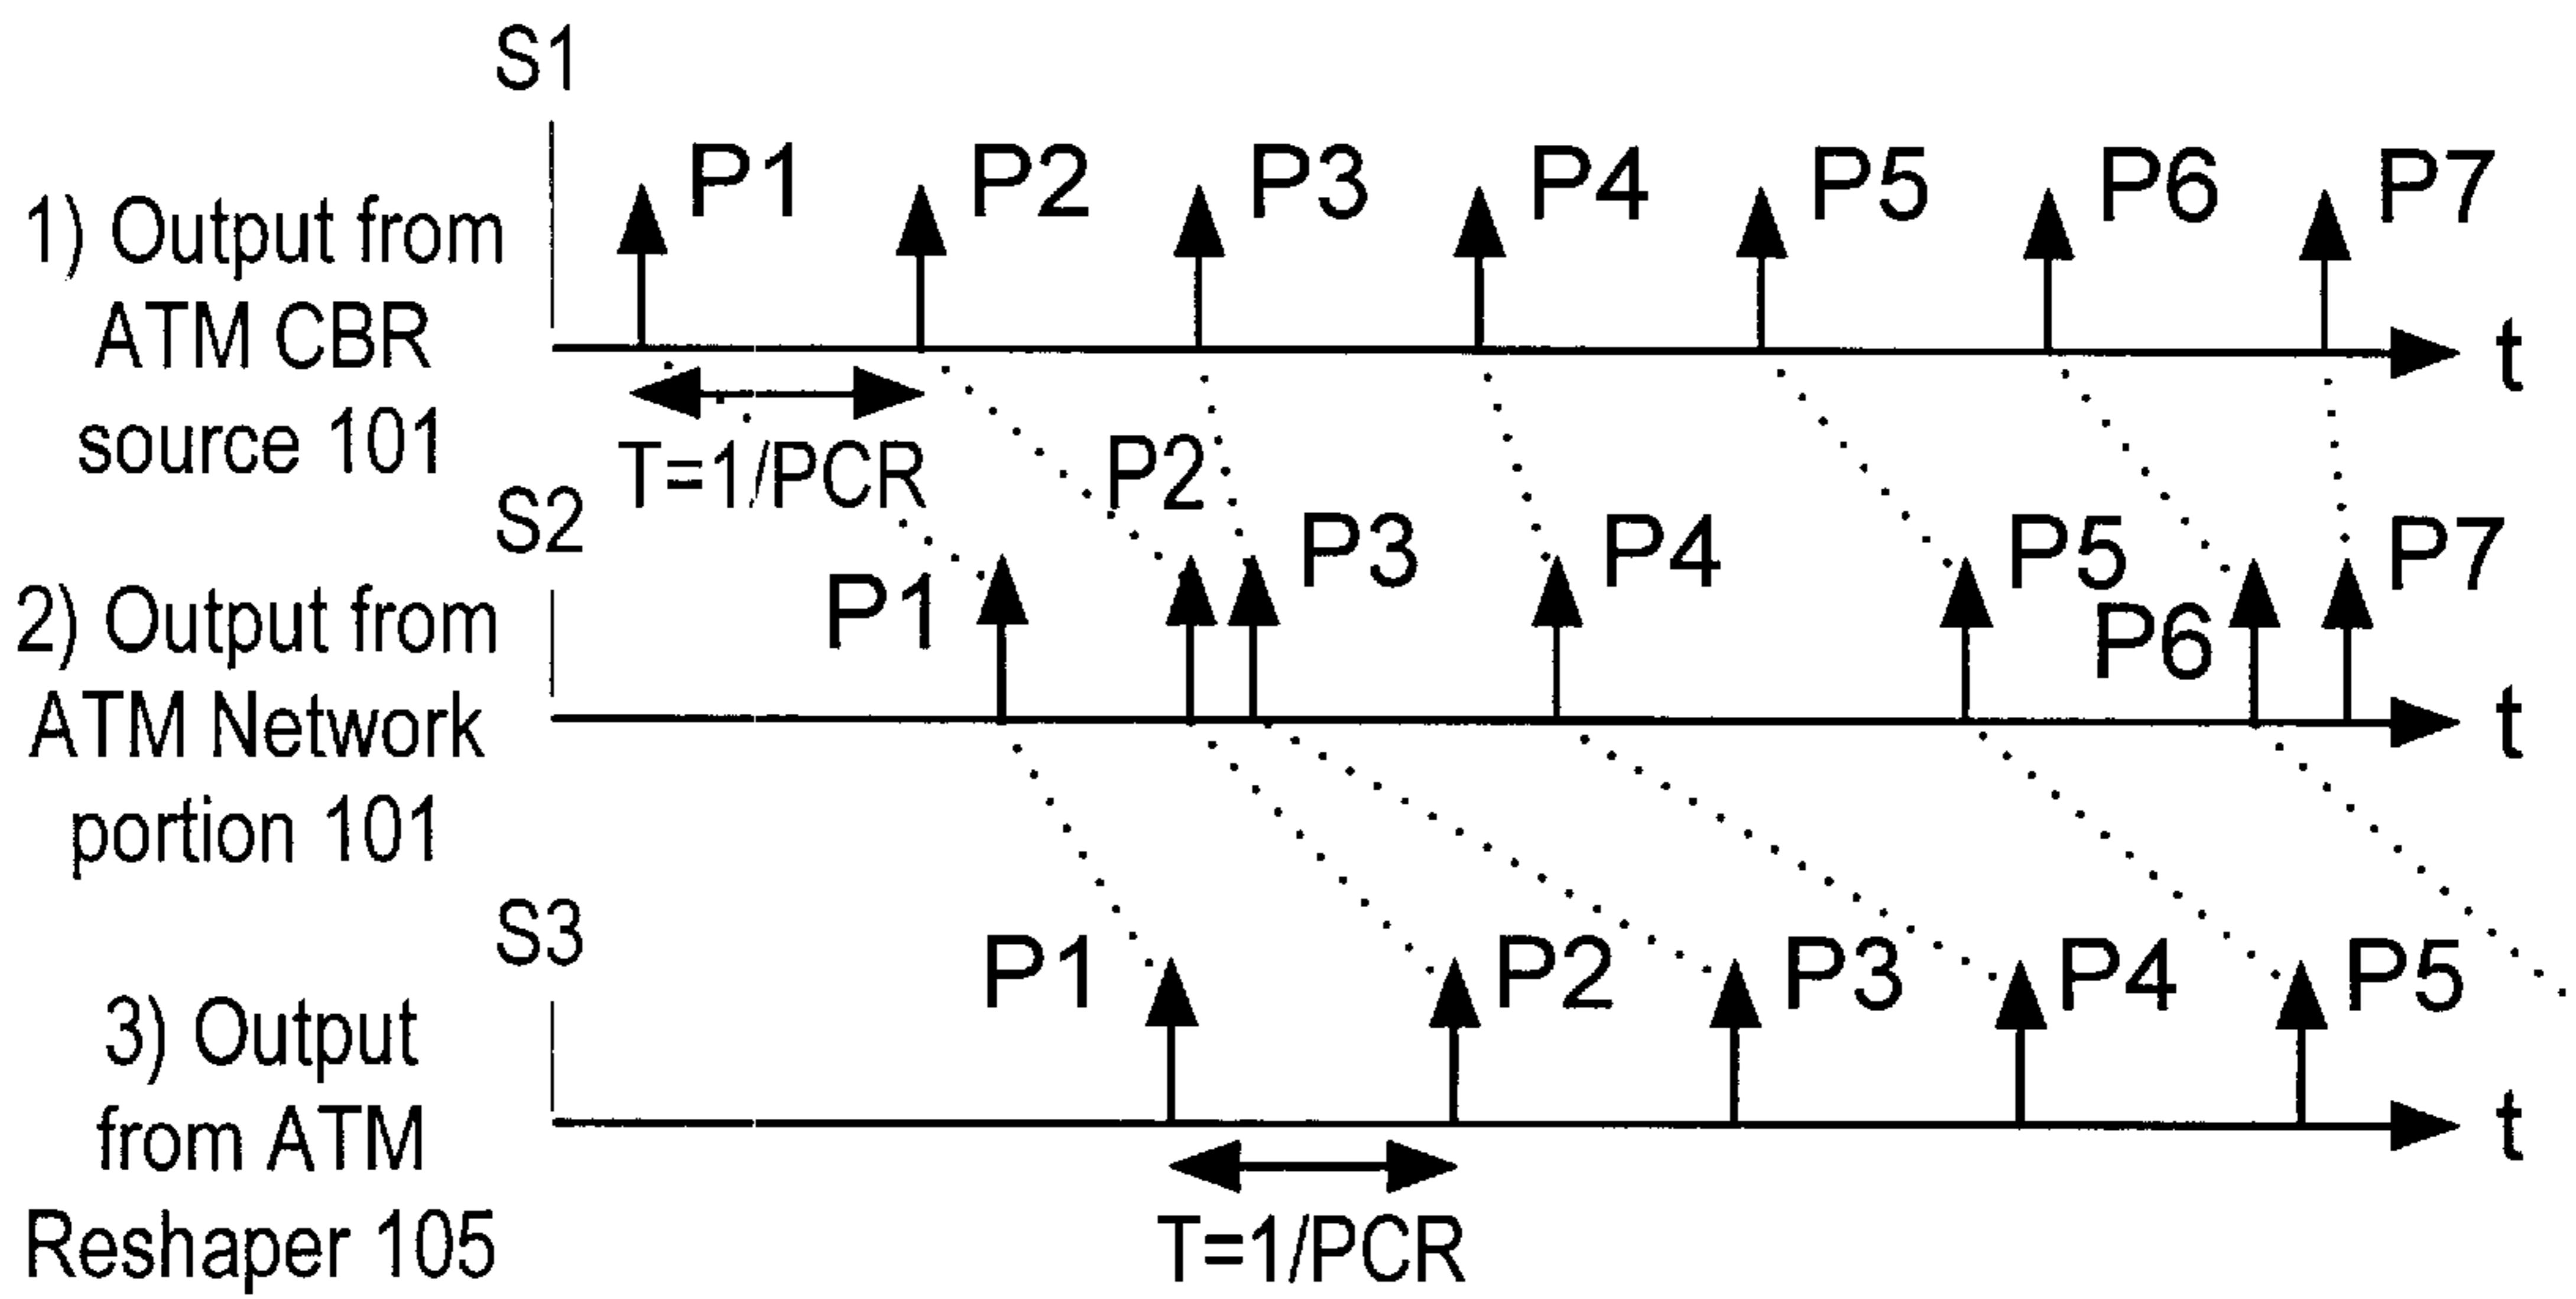 S1
P1 P2 P3 P4 P5 P6 P7
1) Output from
ATM CBR
source 101
t
T=1/PCR
S2
P2
P1 P3 P4 P5 P6 P7
2) Output from
ATM Network
portion 101
t
S3
P1 P2 P3 P4 P5
3) Output
from ATM
Reshaper 105
t
T=1/PCR